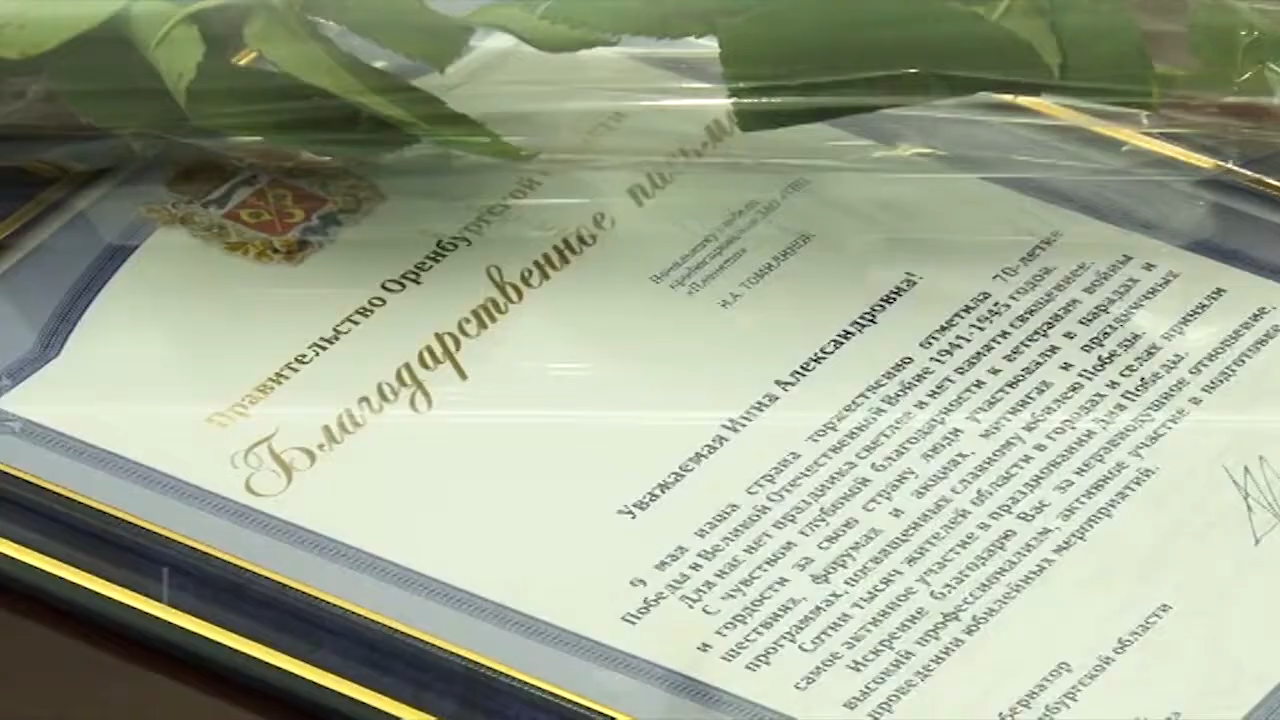 Правительство Оренбургской области
Благодарственное письмо
И.А. ТОМИЛИНОЙ
Уважаемая Инна Александровна!
9 мая наша страна торжественно отметила 70-летие
Победы в Великой Отечественной Войне 1941-1945 годов.
Для нас нет праздника светлее и нет памяти священнее.
С чувством глубокой благодарности к ветеранам войны
и гордости за свою страну люди участвовали в парадах и
шествиях, форумах и акциях, митингах и праздничных
программах, посвященных славному юбилею Победы.
Сотни тысяч жителей области в городах и селах приняли
самое активное участие в праздновании Дня Победы.
Искренне благодарю Вас за неравнодушное отношение,
высокий профессионализм, активное участие в подготовк
проведении юбилейных мероприятий.
бернатор
бургской области